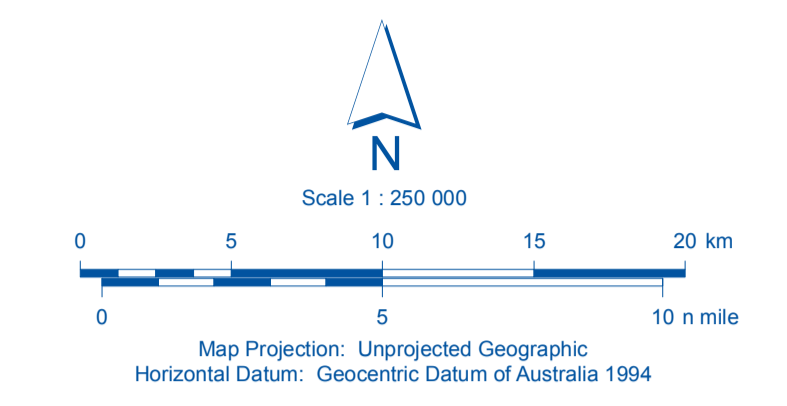 N
Scale 1 : 250 000
0 5 10 15 20 km
0 5 10 n mile
Map Projection: Unprojected Geographic
Horizontal Datum: Geocentric Datum of Australia 1994